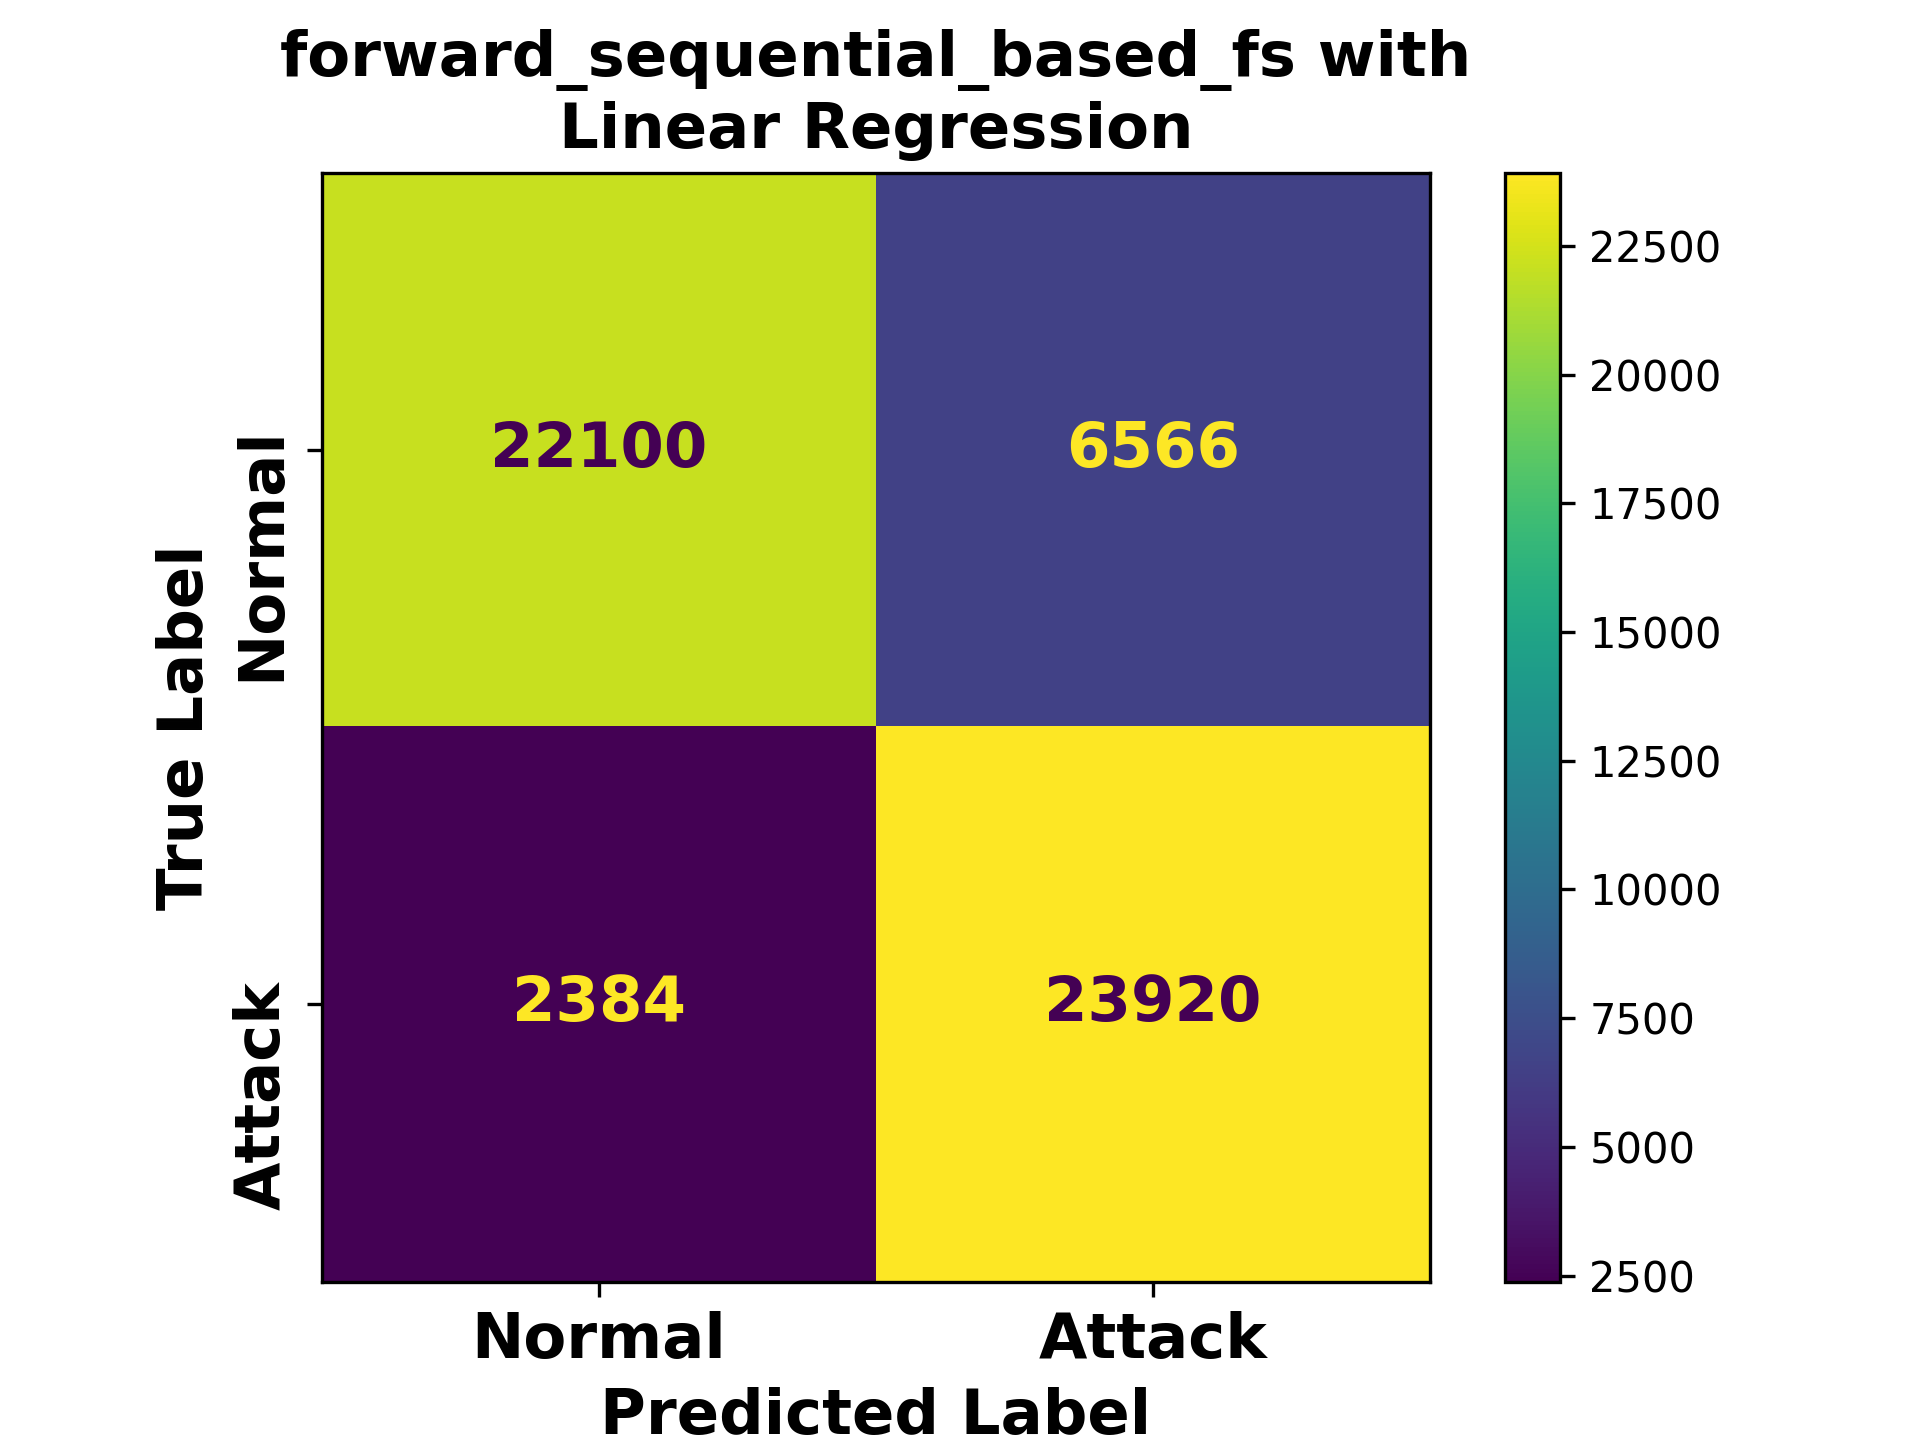 forward_sequential_based_fs with
Linear Regression
True Label
Normal
Attack
22100
6566
2384
23920
Normal
Attack
Predicted Label
22500
20000
17500
15000
12500
10000
7500
5000
2500